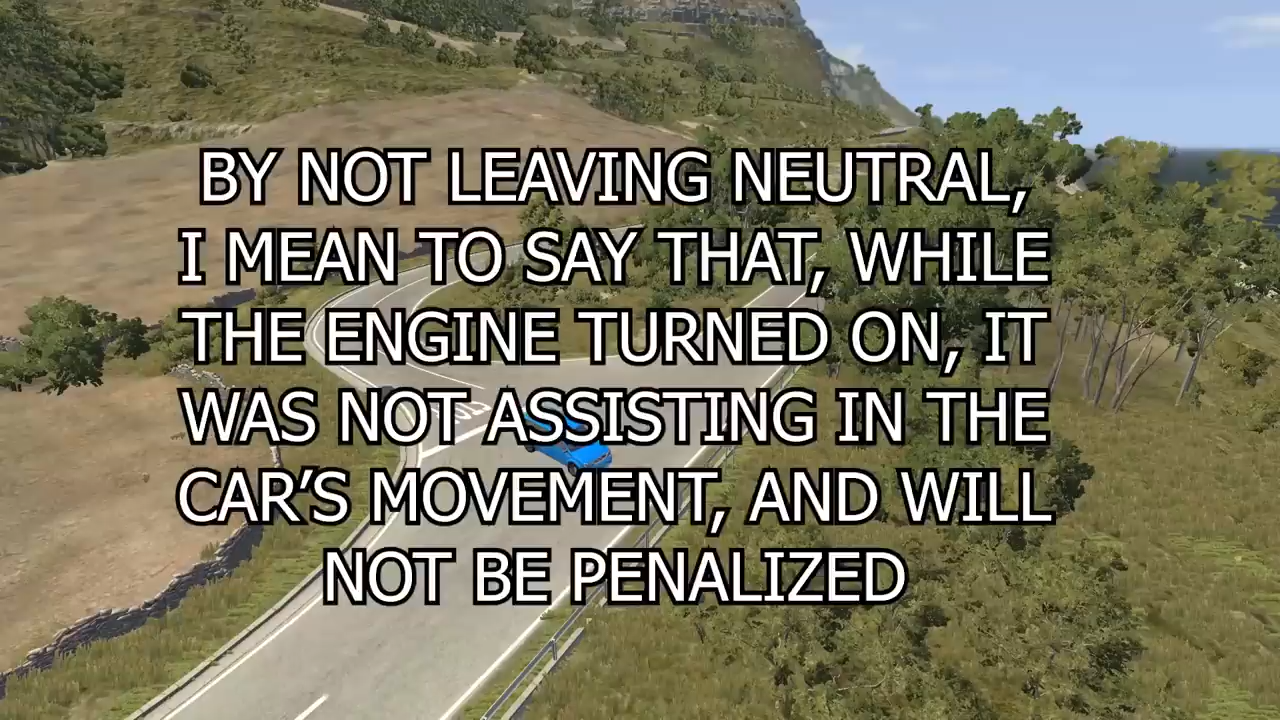 BY NOT LEAVING NEUTRAL,
I MEAN TO SAY THAT, WHILE
THE ENGINE TURNED ON, IT
WAS NOT ASSISTING IN THE
CAR’S MOVEMENT, AND WILL
NOT BE PENALIZED